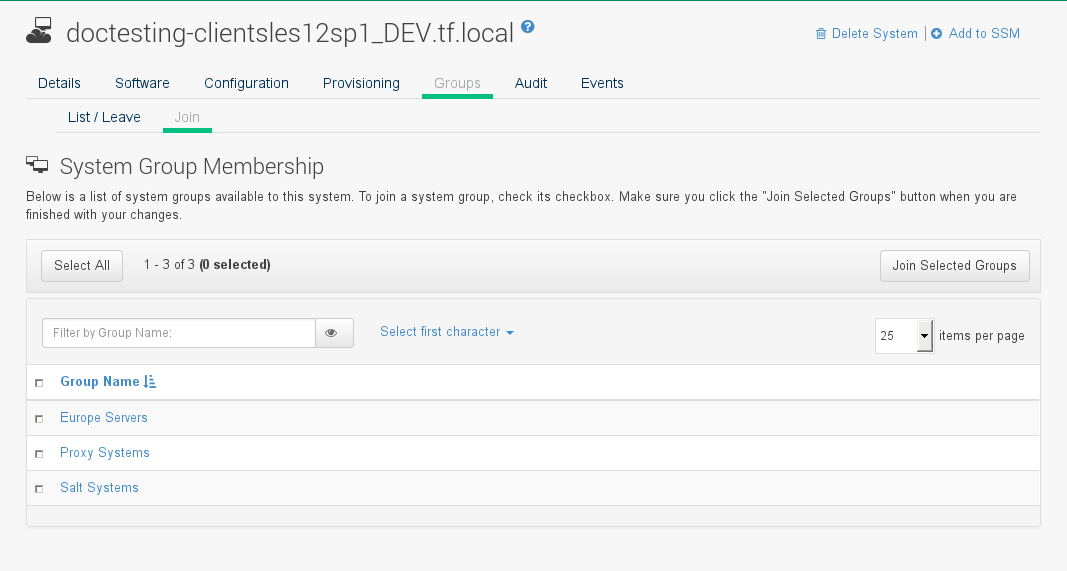 doctesting-clientsles12sp1_DEV.tf.local ?
Delete System | Add to SSM
Details Software Configuration Provisioning Groups Audit Events
List / Leave Join
System Group Membership
Below is a list of system groups available to this system. To join a system group, check its checkbox. Make sure you click the "Join Selected Groups" button when you are
finished with your changes.
Select All 1 - 3 of 3 (0 selected) Join Selected Groups
Filter by Group Name: Select first character 25 items per page
Group Name
Europe Servers
Proxy Systems
Salt Systems